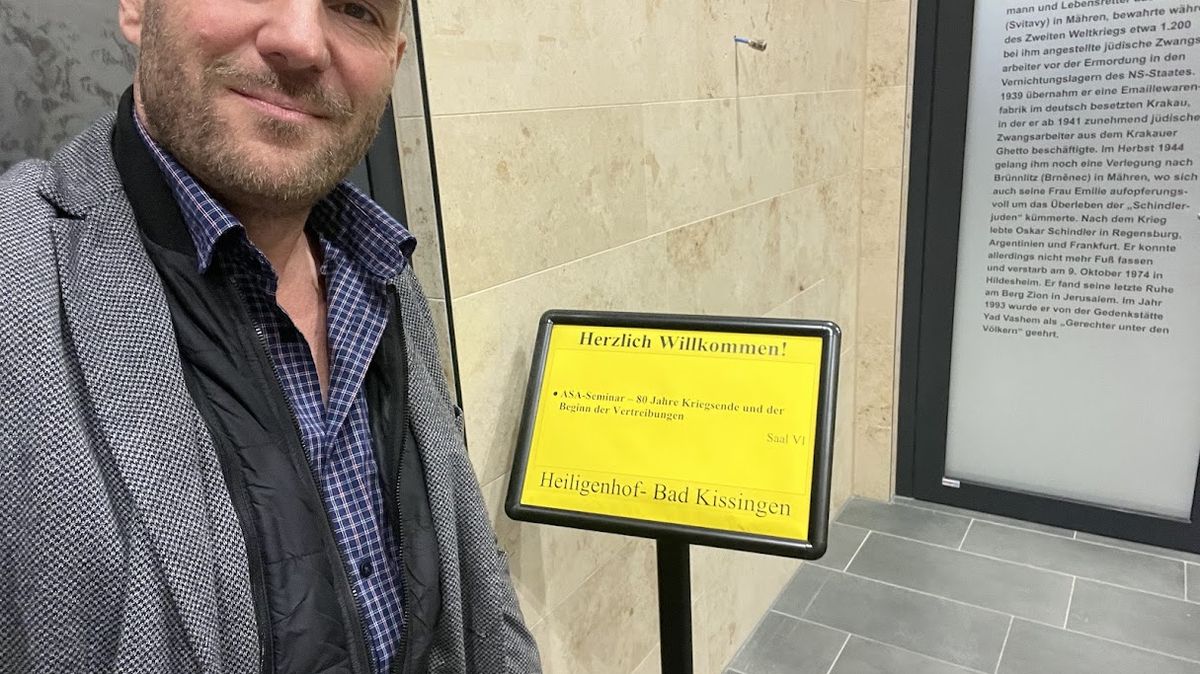 Herzlich Willkommen!
• ASA-Seminar – 80 Jahre Kriegsende und der
Beginn der Vertreibungen
Saal VI
Heiligenhof- Bad Kissingen
mann und Lebensretter aus
(Svitavy) in Mähren, bewahrte währe
des Zweiten Weltkriegs etwa 1.200
bei ihm angestellte jüdische Zwangs
arbeiter vor der Ermordung in den
Vernichtungslagern des NS-Staates.
1939 übernahm er eine Emaillewaren-
fabrik im deutsch besetzten Krakau,
in der er ab 1941 zunehmend jüdische
Zwangsarbeiter aus dem Krakauer
Ghetto beschäftigte. Im Herbst 1944
gelang ihm noch eine Verlegung nach
Brünnlitz (Brněnec) in Mähren, wo sich
auch seine Frau Emilie aufopferungs-
voll um das Überleben der „Schindler-
juden“ kümmerte. Nach dem Krieg
lebte Oskar Schindler in Regensburg,
Argentinien und Frankfurt. Er konnte
allerdings nicht mehr Fuß fassen
und verstarb am 9. Oktober 1974 in
Hildesheim. Er fand seine letzte Ruhe
am Berg Zion in Jerusalem. Im Jahr
1993 wurde er von der Gedenkstätte
Yad Vashem als „Gerechter unter den
Völkern“ geehrt.